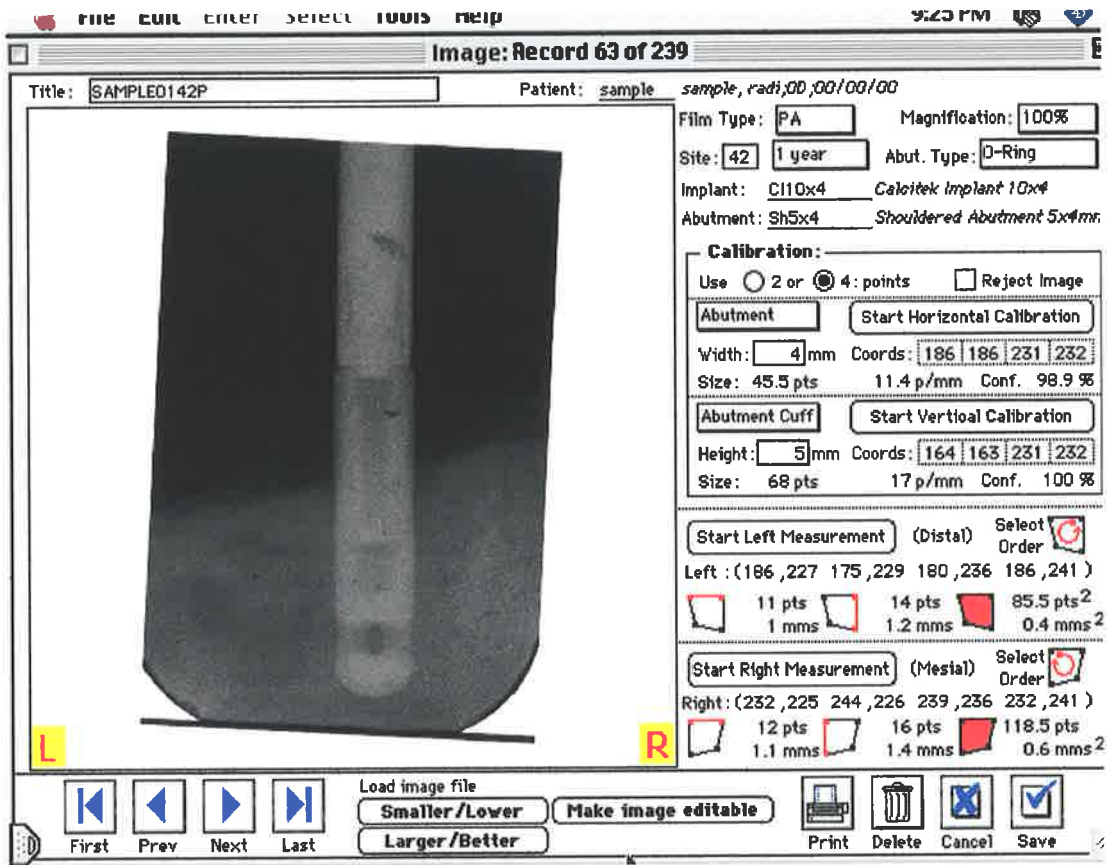 File Edit Enter Select Tools Help 9:25 PM
Image: Record 63 of 239
Title: SAMPLE0142P Patient: sample sample, radi;00;00/00/00
Film Type: PA Magnification: 100%
Site: 42 1 year Abut. Type: O-Ring
Implant: CI10x4 Calcitek Implant 10x4
Abutment: Sh5x4 Shouldered Abutment 5x4mm
Calibration:
Use 2 or 4: points Reject Image
Abutment Start Horizontal Calibration
Width: 4 mm Coords: 186 186 231 232
Size: 45.5 pts 11.4 p/mm Conf. 98.9 %
Abutment Cuff Start Vertical Calibration
Height: 5 mm Coords: 164 163 231 232
Size: 68 pts 17 p/mm Conf. 100 %
Start Left Measurement (Distal) Select Order
Left :(186 ,227 175 ,229 180 ,236 186 ,241 )
11 pts 14 pts 85.5 pts2
1 mms 1.2 mms 0.4 mms2
Start Right Measurement (Mesial) Select Order
Right :(232 ,225 244 ,226 239 ,236 232 ,241 )
12 pts 16 pts 118.5 pts
1.1 mms 1.4 mms 0.6 mms2
L R
Load image file
Smaller/Lower Make image editable
Larger/Better
First Prev Next Last Print Delete Cancel Save